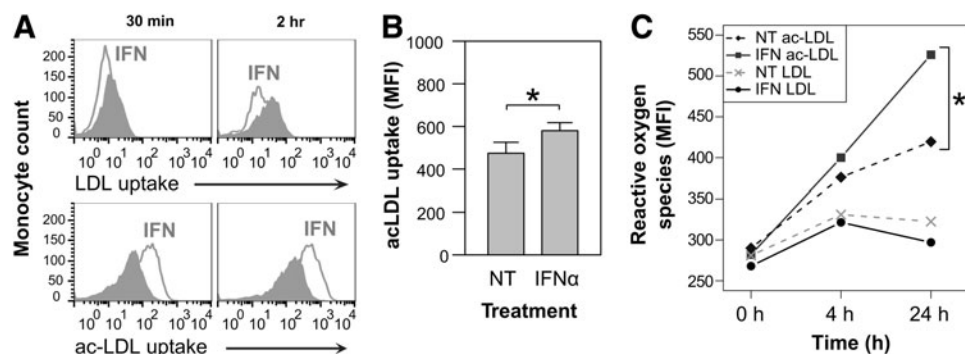 A
30 min
2 hr
Monocyte count
200
150
100
50
0
IFN
IFN
10⁰ 10¹ 10² 10³ 10⁴
10⁰ 10¹ 10² 10³ 10⁴
LDL uptake
200
150
100
50
0
IFN
IFN
10⁰ 10¹ 10² 10³ 10⁴
10⁰ 10¹ 10² 10³ 10⁴
ac-LDL uptake
B
acLDL uptake (MFI)
1000
800
600
400
200
0
*
NT IFNα
Treatment
C
Reactive oxygen
species (MFI)
550
500
450
400
350
300
250
NT ac-LDL
IFN ac-LDL
NT LDL
IFN LDL
*
0 h 4 h 24 h
Time (h)